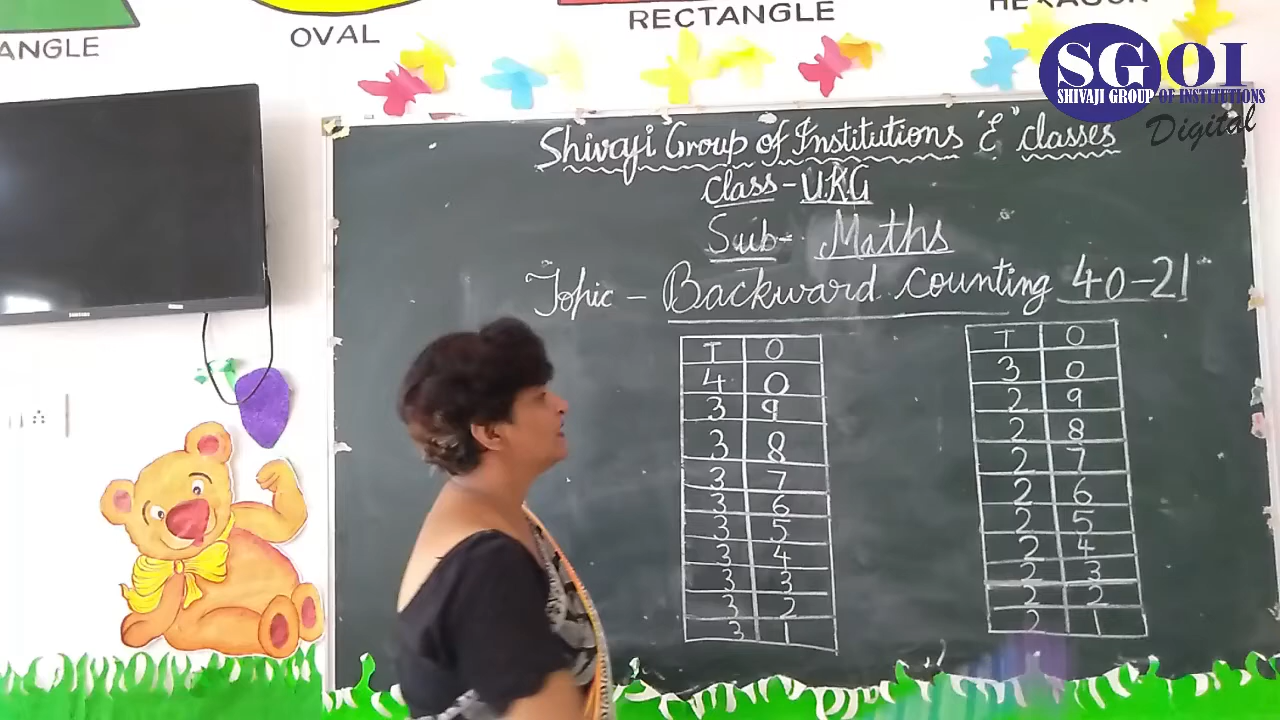 ANGLE
OVAL
RECTANGLE
HEXAGON
SGOI
SHIVAJI GROUP OF INSTITUTIONS
Digital
Shivaji Group of Institutions "E" classes
Class - U.K.G
Sub- Maths
Topic - Backward counting 40-21
T O
4 0
3 9
3 8
3 7
3 6
3 5
3 4
3 3
3 2
3 1
T O
3 0
2 9
2 8
2 7
2 6
2 5
2 4
2 3
2 2
2 1
SAMSUNG